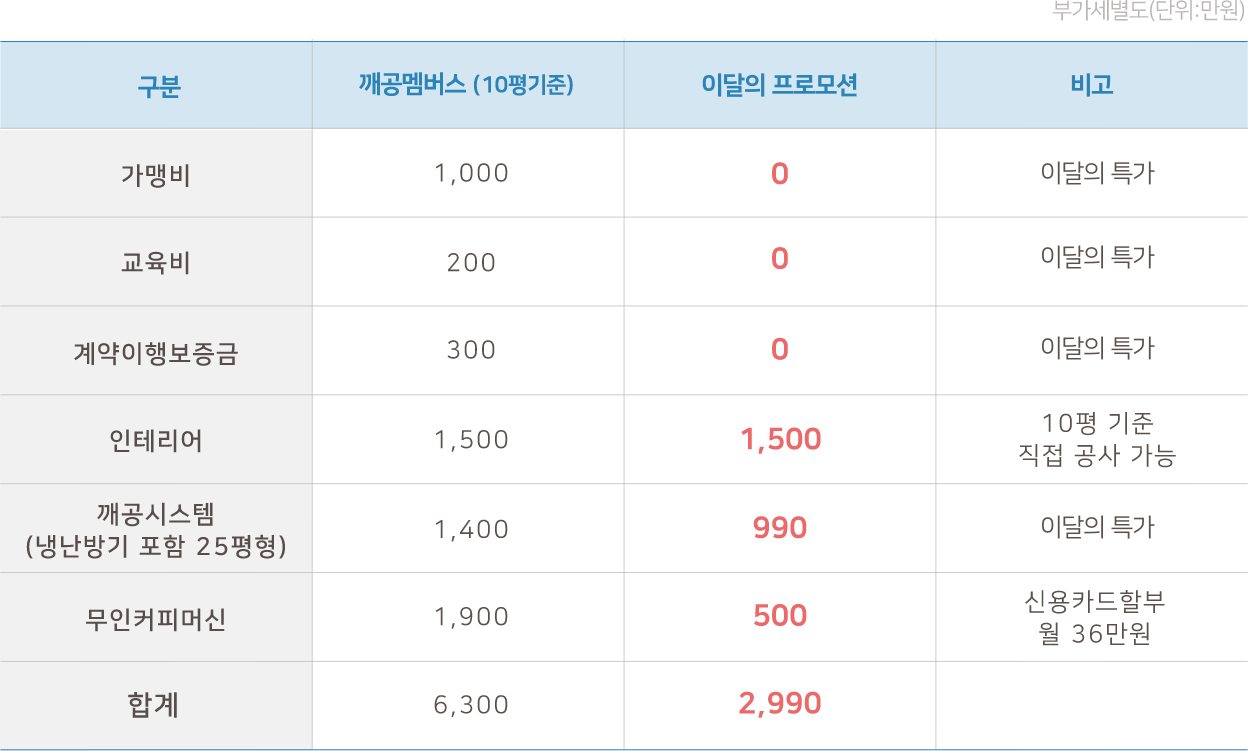 부가세별도(단위:만원)
구분 깨공멤버스 (10평기준) 이달의 프로모션 비고
가맹비 1,000 0 이달의 특가
교육비 200 0 이달의 특가
계약이행보증금 300 0 이달의 특가
인테리어 1,500 1,500 10평 기준
직접 공사 가능
깨공시스템
(냉난방기 포함 25평형) 1,400 990 이달의 특가
무인커피머신 1,900 500 신용카드할부
월 36만원
합계 6,300 2,990